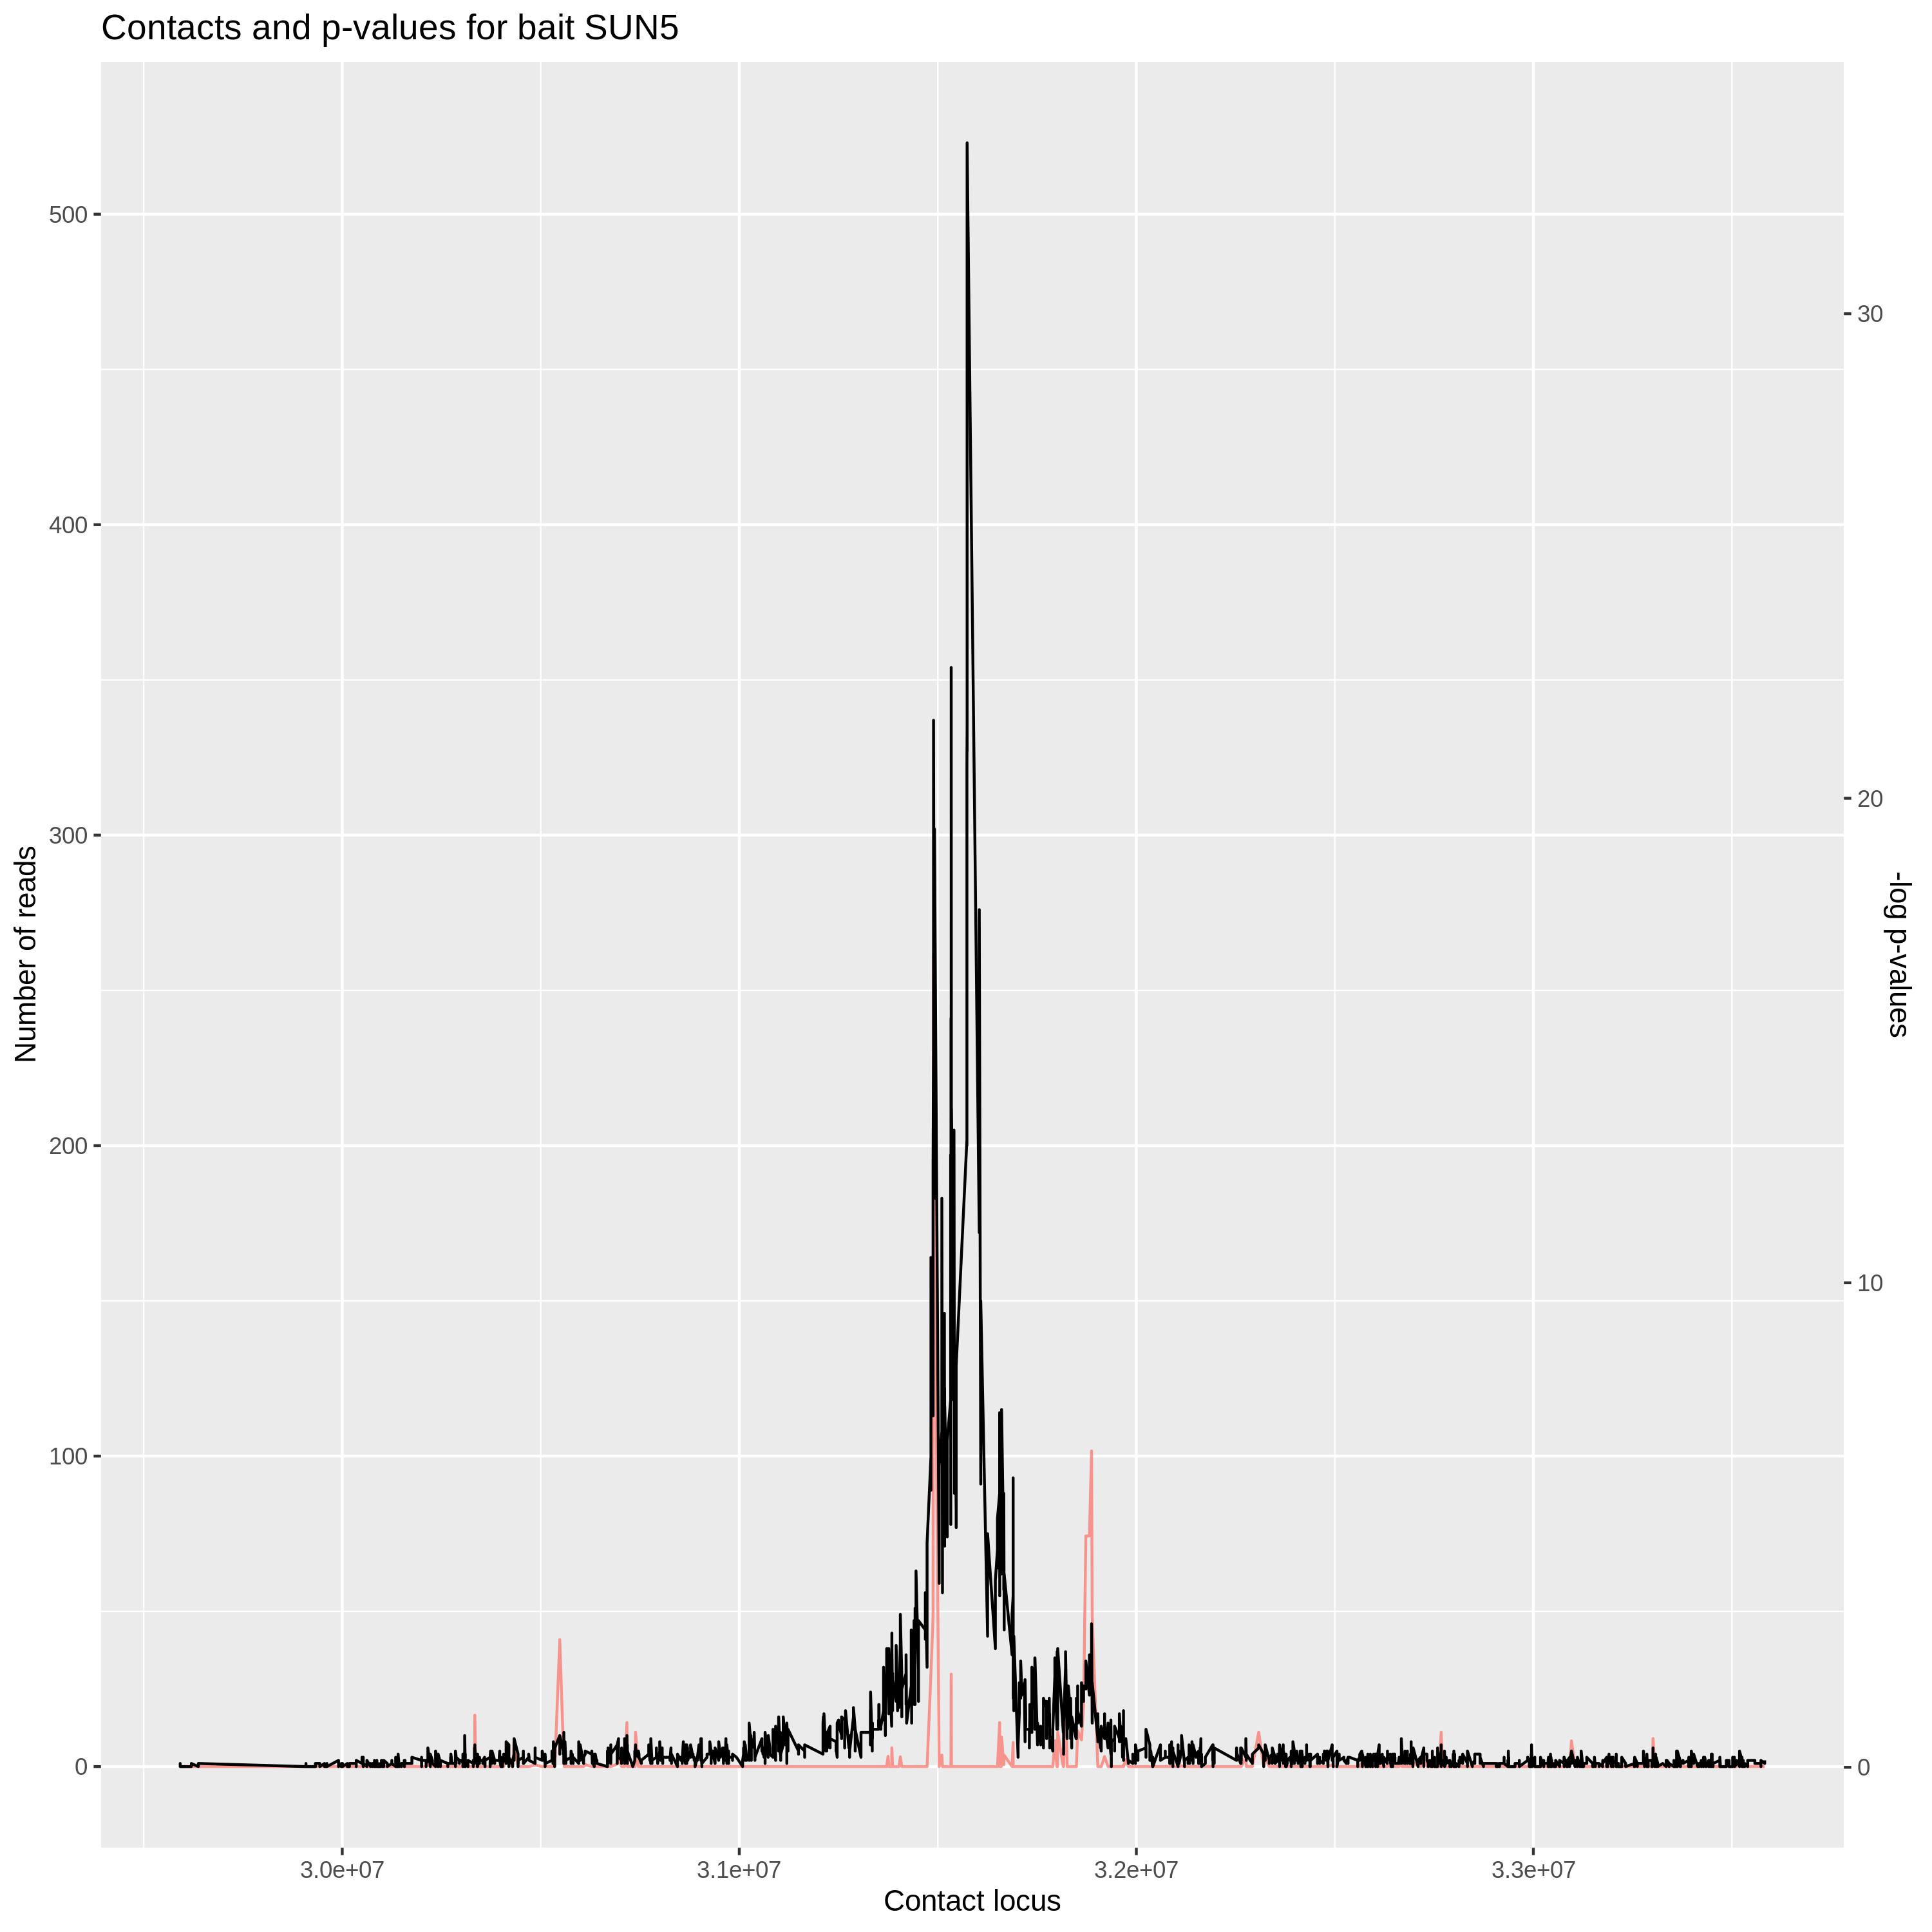 Contacts and p-values for bait SUN5
500
400
300
200
100
0
Number of reads
30
20
10
0
-log p-values
3.0e+07
3.1e+07
3.2e+07
3.3e+07
Contact locus